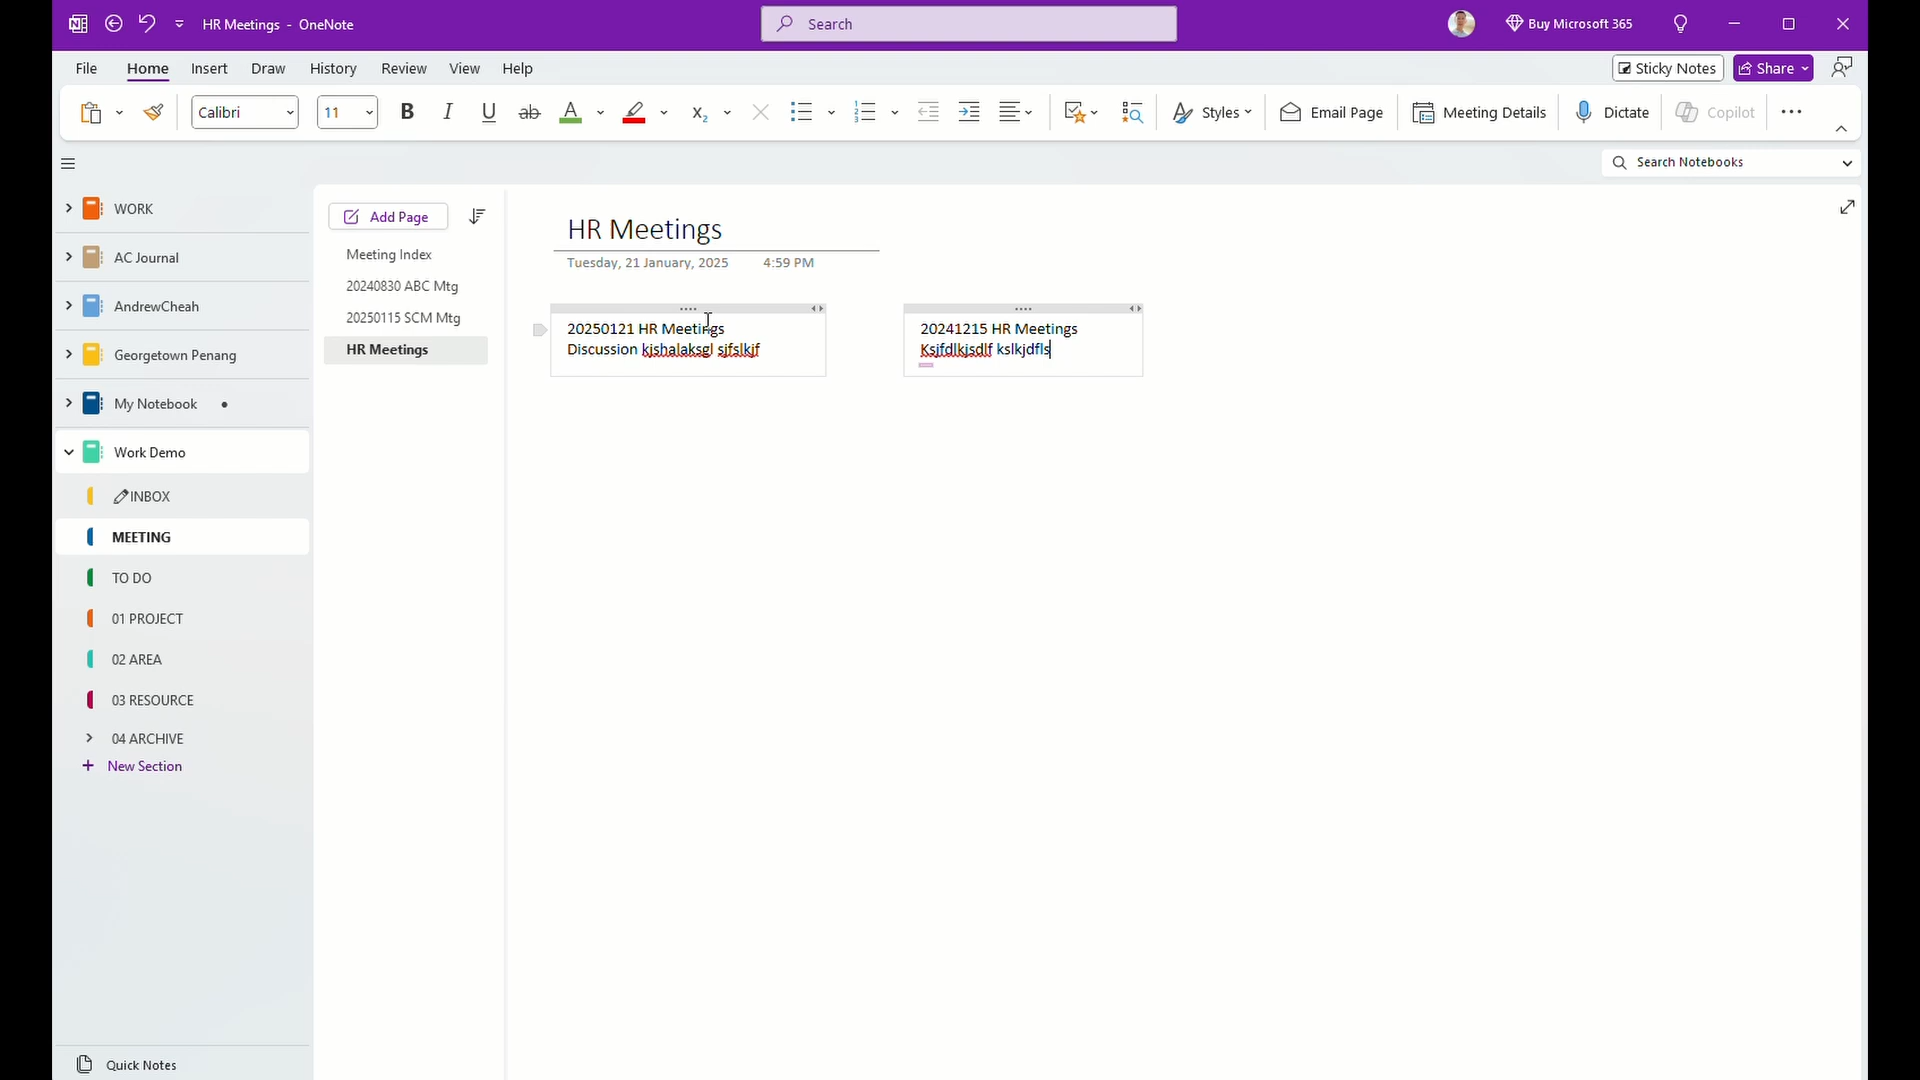 HR Meetings - OneNote
Search
Buy Microsoft 365
File Home Insert Draw History Review View Help
Sticky Notes Share
Calibri 11 B I U ab A X2 Styles Email Page Meeting Details Dictate Copilot
Search Notebooks
WORK
AC Journal
AndrewCheah
Georgetown Penang
My Notebook
Work Demo
INBOX
MEETING
TO DO
01 PROJECT
02 AREA
03 RESOURCE
04 ARCHIVE
New Section
Quick Notes
Add Page
Meeting Index
20240830 ABC Mtg
20250115 SCM Mtg
HR Meetings
HR Meetings
Tuesday, 21 January, 2025 4:59 PM
20250121 HR Meetings
Discussion kjshalaksgl sjfslkjf
20241215 HR Meetings
Ksjfdlkjsdlf kslkjdfls